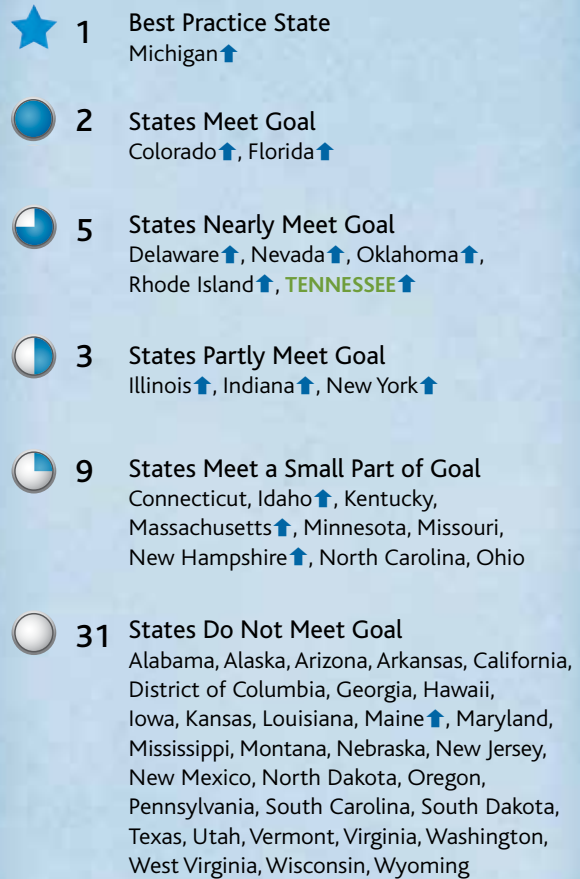 1 Best Practice State
Michigan⬆
2 States Meet Goal
Colorado⬆, Florida⬆
5 States Nearly Meet Goal
Delaware⬆, Nevada⬆, Oklahoma⬆,
Rhode Island⬆, TENNESSEE⬆
3 States Partly Meet Goal
Illinois⬆, Indiana⬆, New York⬆
9 States Meet a Small Part of Goal
Connecticut, Idaho⬆, Kentucky,
Massachusetts⬆, Minnesota, Missouri,
New Hampshire⬆, North Carolina, Ohio
31 States Do Not Meet Goal
Alabama, Alaska, Arizona, Arkansas, California,
District of Columbia, Georgia, Hawaii,
Iowa, Kansas, Louisiana, Maine⬆, Maryland,
Mississippi, Montana, Nebraska, New Jersey,
New Mexico, North Dakota, Oregon,
Pennsylvania, South Carolina, South Dakota,
Texas, Utah, Vermont, Virginia, Washington,
West Virginia, Wisconsin, Wyoming